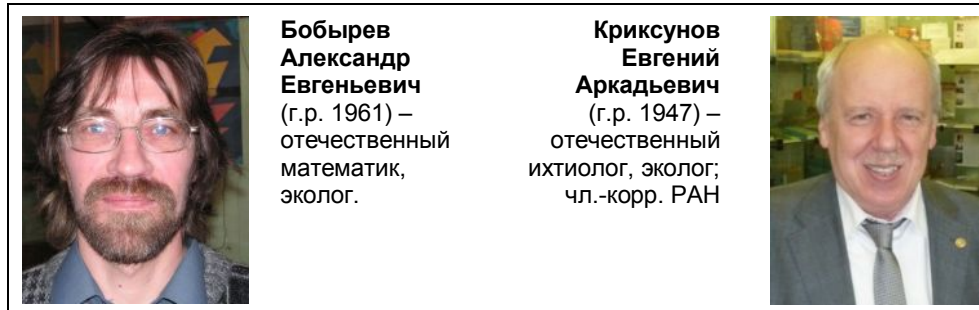 Бобырев
Александр
Евгеньевич
(г.р. 1961) –
отечественный
математик,
эколог.
Криксунов
Евгений
Аркадьевич
(г.р. 1947) –
отечественный
ихтиолог, эколог;
чл.-корр. РАН